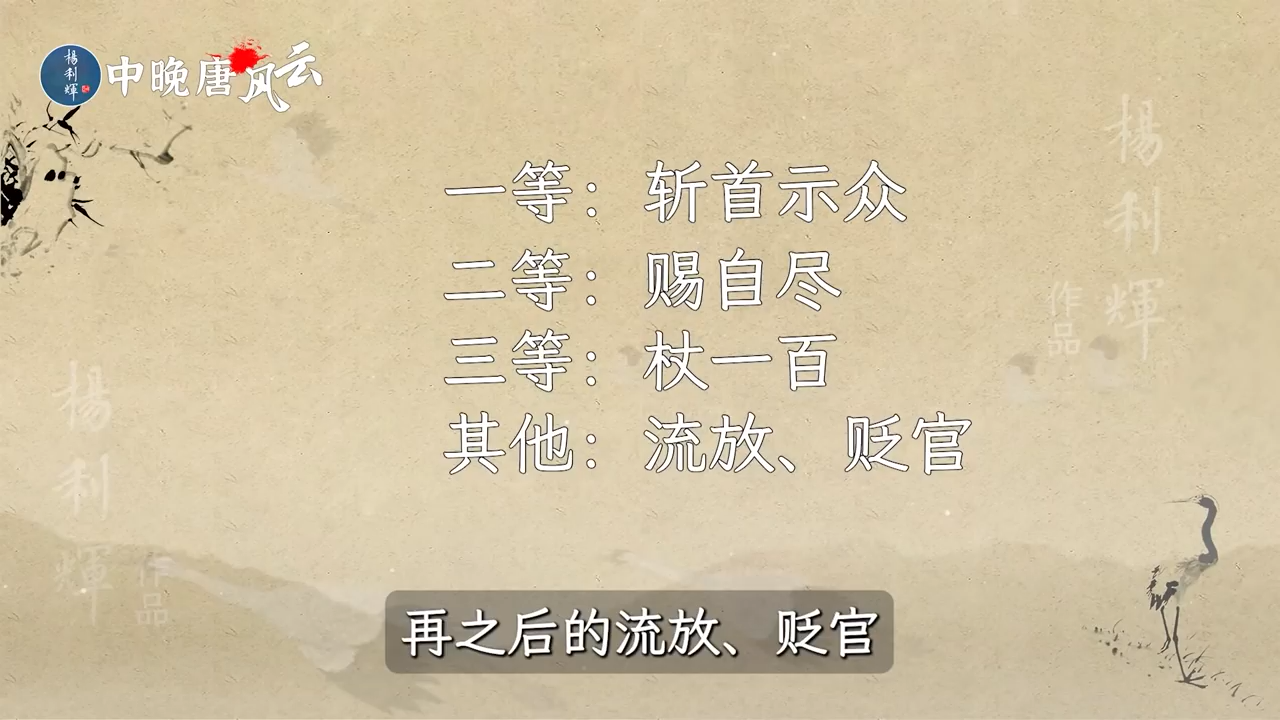 楊利輝
中晚唐风云
一等：斩首示众
二等：赐自尽
三等：杖一百
其他：流放、贬官
楊利輝
作品
楊利輝
作品
再之后的流放、贬官